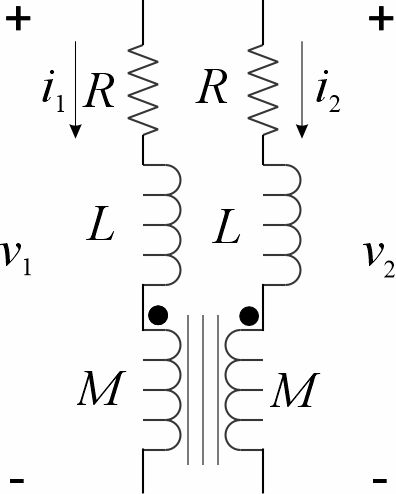 + +
i1 R R i2
L L
v1 v2
M M
- -